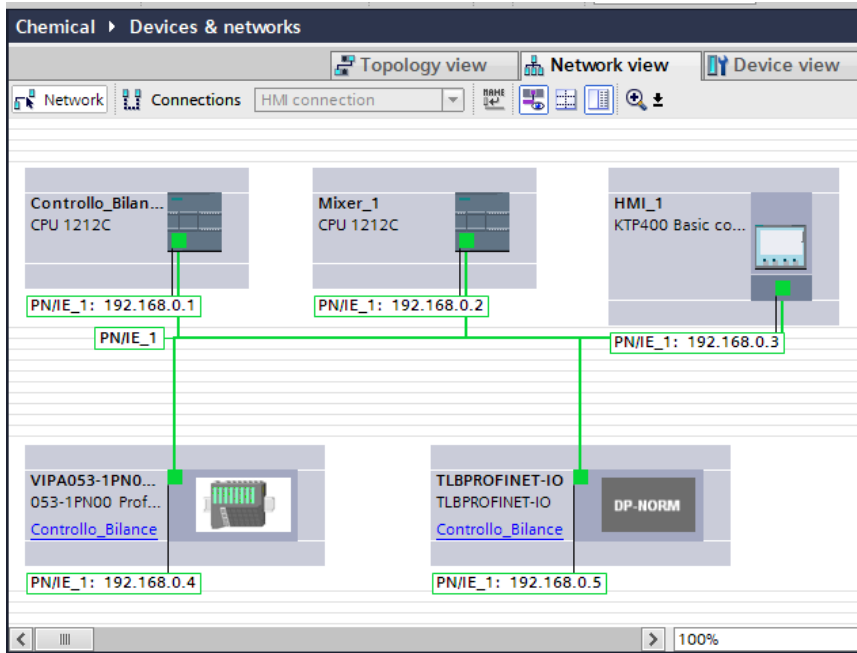 Chemical ▸ Devices & networks
Topology view
Network view
Device view
Network
Connections
HMI connection
100%
Controllo_Bilan...
CPU 1212C
PN/IE_1: 192.168.0.1
Mixer_1
CPU 1212C
PN/IE_1: 192.168.0.2
HMI_1
KTP400 Basic co...
PN/IE_1: 192.168.0.3
PN/IE_1
VIPA053-1PN0...
053-1PN00 Prof...
Controllo_Bilance
PN/IE_1: 192.168.0.4
TLBPROFINET-IO
TLBPROFINET-IO
Controllo_Bilance
DP-NORM
PN/IE_1: 192.168.0.5